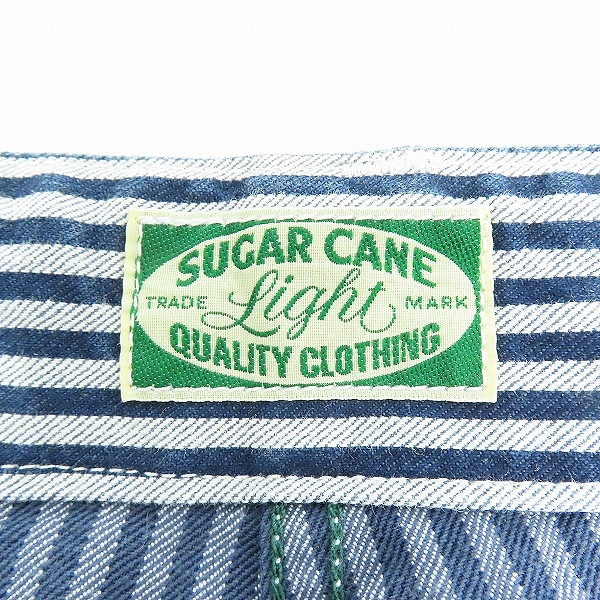 SUGAR CANE
TRADE Light MARK
QUALITY CLOTHING